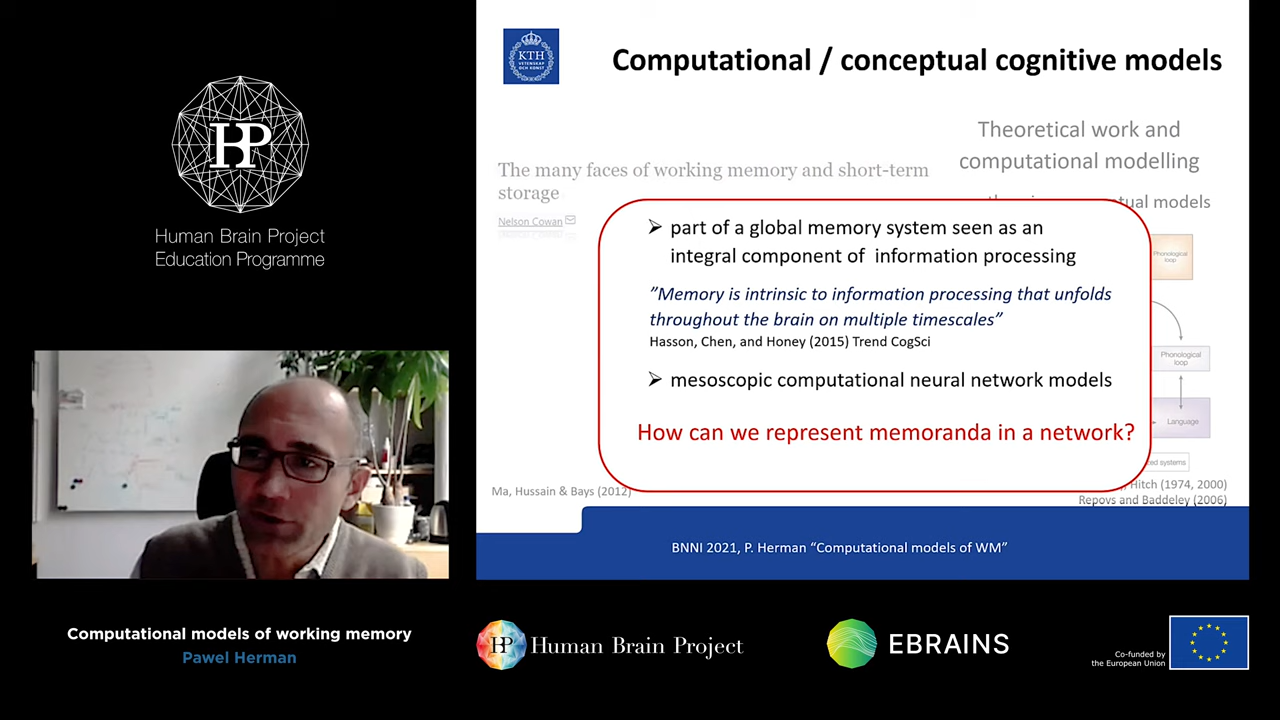 HP
Human Brain Project
Education Programme
Computational models of working memory
Pawel Herman
KTH
VETENSKAP
OCH KONST
Computational / conceptual cognitive models
Theoretical work and
computational modelling
The many faces of working memory and short-term
storage
Nelson Cowan
models
➢ part of a global memory system seen as an
integral component of information processing
”Memory is intrinsic to information processing that unfolds
throughout the brain on multiple timescales”
Hasson, Chen, and Honey (2015) Trend CogSci
➢ mesoscopic computational neural network models
How can we represent memoranda in a network?
Phonological
loop
Phonological
loop
Language
systems
Ma, Hussain & Bays (2012)
Hitch (1974, 2000)
Repovs and Baddeley (2006)
BNNI 2021, P. Herman “Computational models of WM”
HP Human Brain Project
EBRAINS
Co-funded by
the European Union